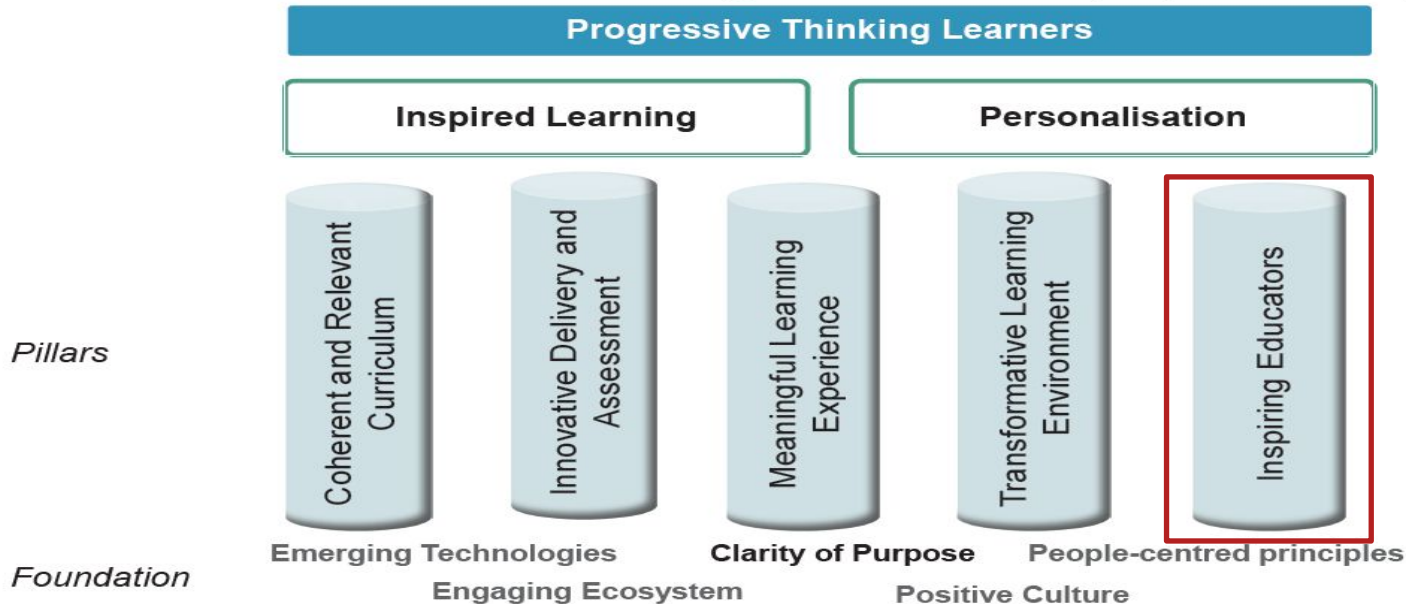 Progressive Thinking Learners
Inspired Learning
Personalisation
Pillars
Coherent and Relevant
Curriculum
Innovative Delivery and
Assessment
Meaningful Learning
Experience
Transformative Learning
Environment
Inspiring Educators
Foundation
Emerging Technologies
Clarity of Purpose
People-centred principles
Engaging Ecosystem
Positive Culture